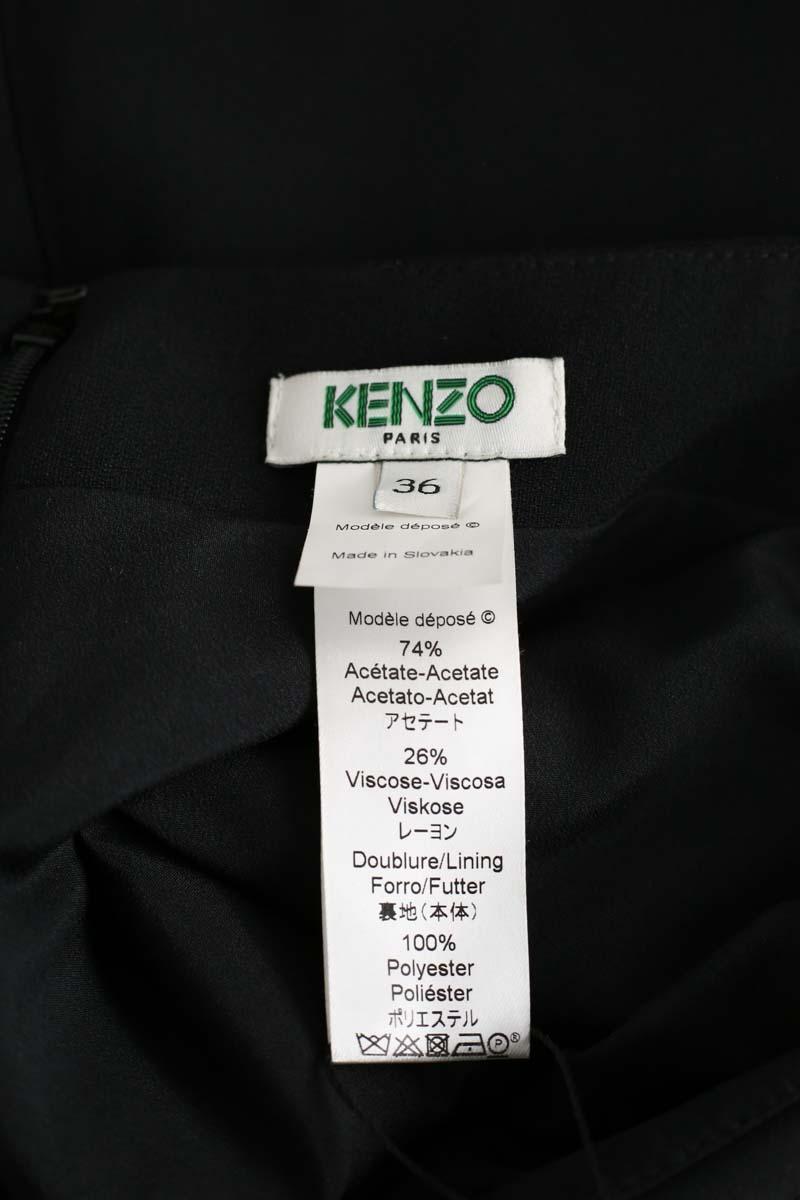 KENZO
PARIS
36
Modèle déposé ©
Made in Slovakia
Modèle déposé ©
74%
Acétate-Acetate
Acetato-Acetat
アセテート
26%
Viscose-Viscosa
Viskose
レーヨン
Doublure/Lining
Forro/Futter
裏地(本体)
100%
Polyester
Poliéster
ポリエステル
P®